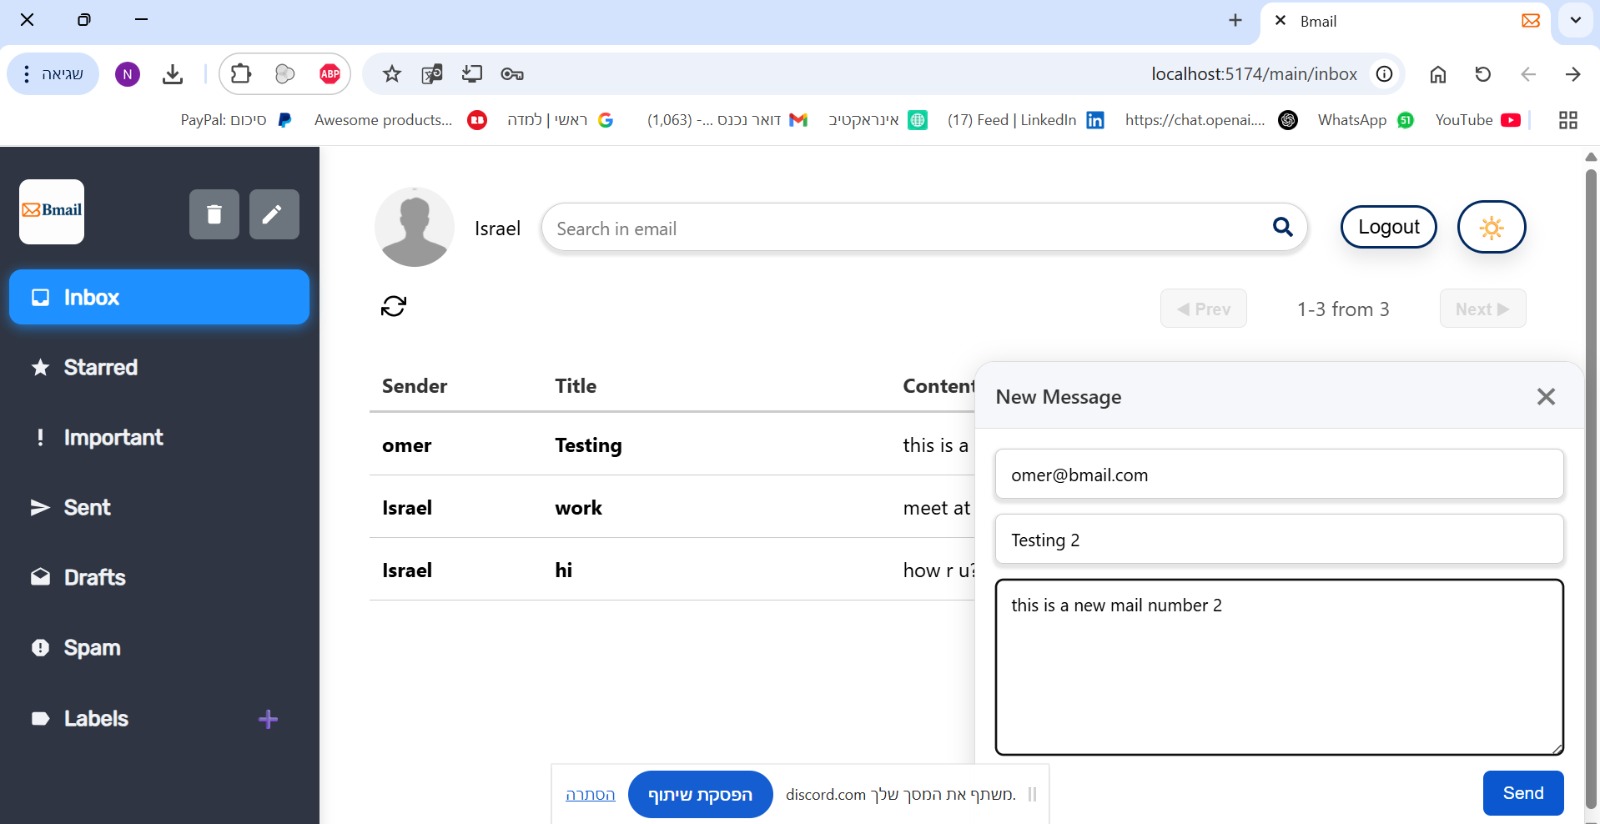 Bmail
שגיאה
N
ABP
localhost:5174/main/inbox
PayPal: סיכום
Awesome products...
ראשי | למדה
(1,063) -... דואר נכנס
אינראקטיב
(17) Feed | LinkedIn
https://chat.openai....
WhatsApp
51
YouTube
Bmail
Israel
Search in email
Logout
Inbox
Starred
Important
Sent
Drafts
Spam
Labels
Prev
1-3 from 3
Next
Sender Title Content
omer Testing this is a
Israel work meet at
Israel hi how r u?
New Message
omer@bmail.com
Testing 2
this is a new mail number 2
Send
discord.com משתף את המסך שלך.
הפסקת שיתוף
הסתרה